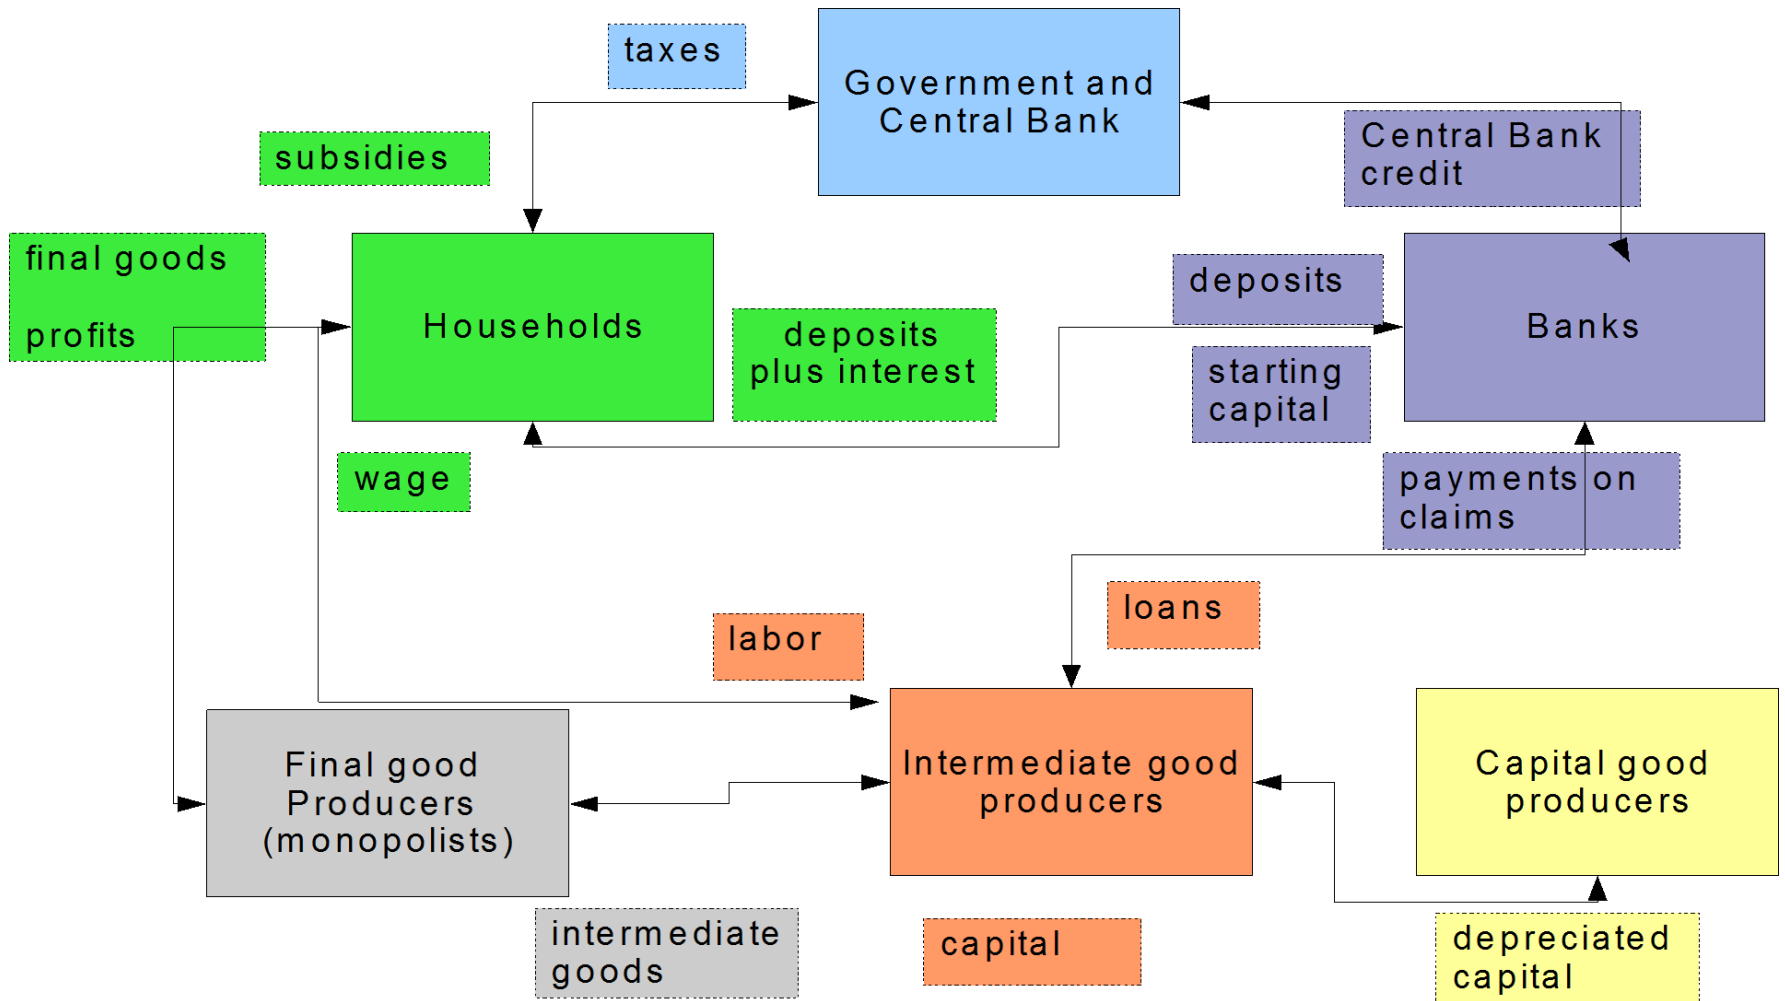 taxes
Government and
Central Bank
subsidies
Central Bank
credit
final goods
profits
Households
deposits
plus interest
deposits
starting
capital
Banks
wage
payments on
claims
labor
loans
Final good
Producers
(monopolists)
Intermediate good
producers
Capital good
producers
intermediate
goods
capital
depreciated
capital